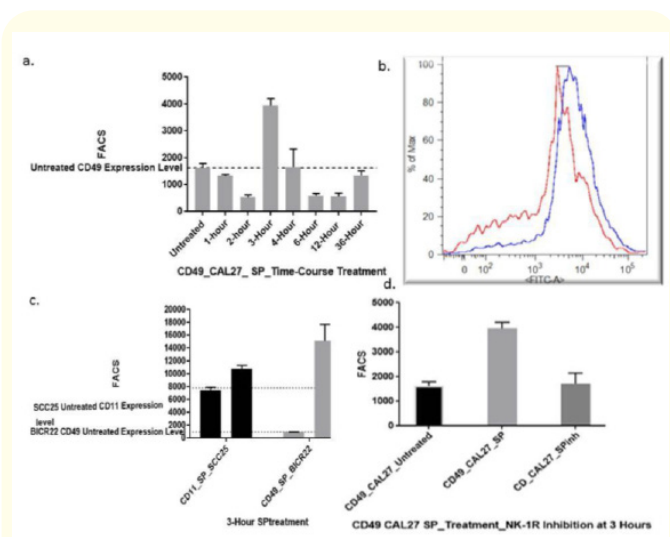 a.
5000
4000
3000
2000
1000
0
FACS
Untreated CD49 Expression Level
Untreated
1-hour
2-hour
3-Hour
4-Hour
6-Hour
12-Hour
36-Hour
CD49_CAL27_ SP_Time-Course Treatment
b.
100
80
60
40
20
0
% of Max
0 10² 10³ 10⁴ 10⁵
<FITC-A>
c.
20000
18000
16000
14000
12000
10000
8000
6000
4000
2000
0
FACS
SCC25 Untreated CD11 Expression
level
BICR22 CD49 Untreated Expression Level
CD11_SP_SCC25
CD49_SP_BICR22
3-Hour SPtreatment
d.
5000
4000
3000
2000
1000
0
FACS
CD49_CAL27_Untreated
CD49_CAL27_SP
CD_CAL27_SPinh
CD49 CAL27 SP_Treatment_NK-1R Inhibition at 3 Hours